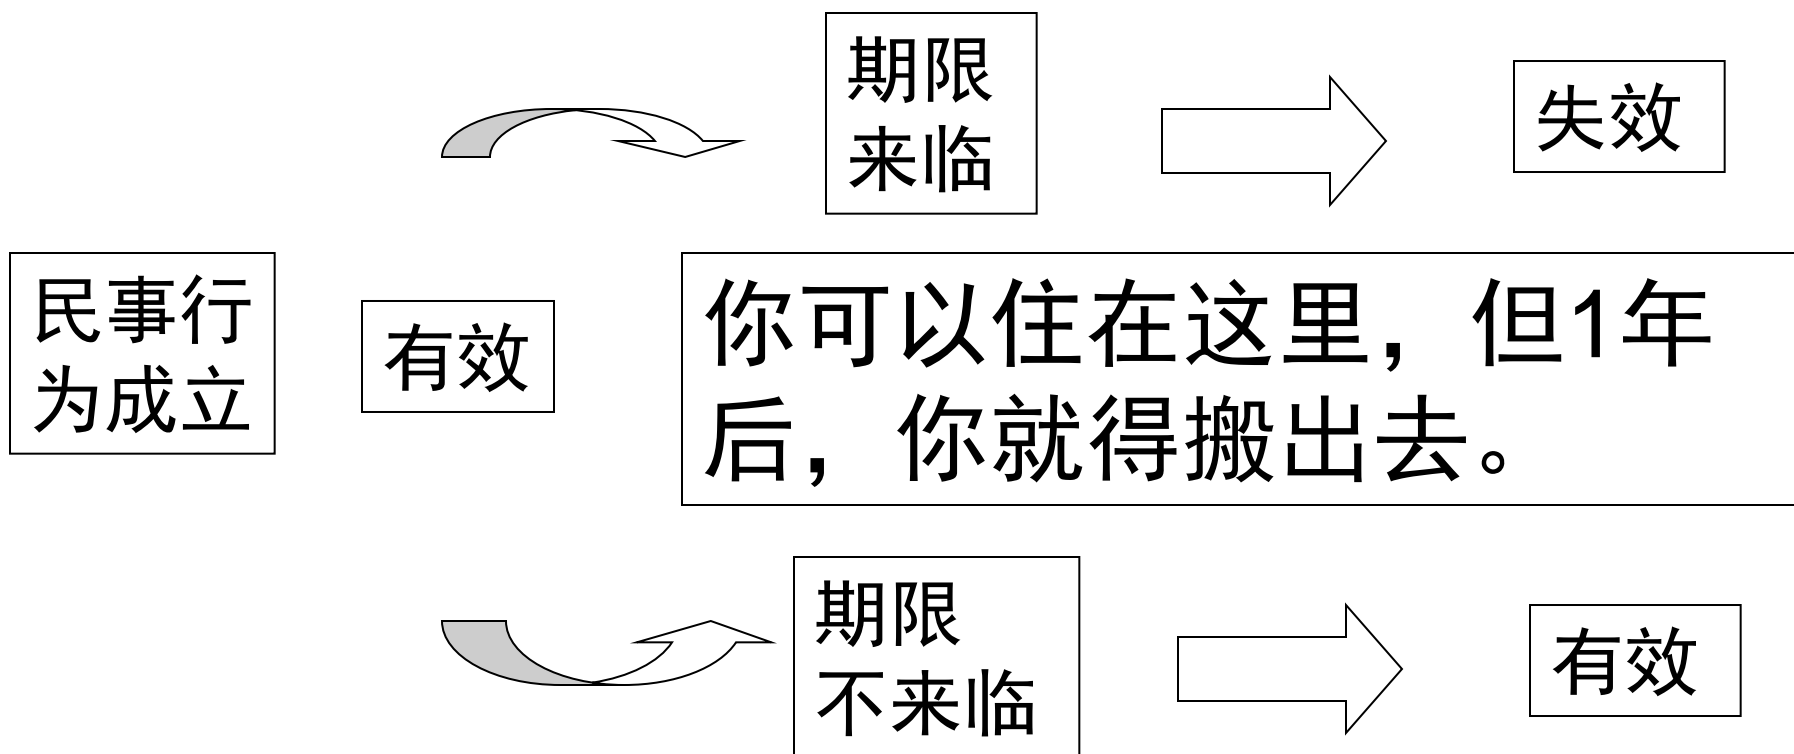 期限
来临
失效
民事行
为成立
有效
你可以住在这里，但1年
后，你就得搬出去。
期限
不来临
有效